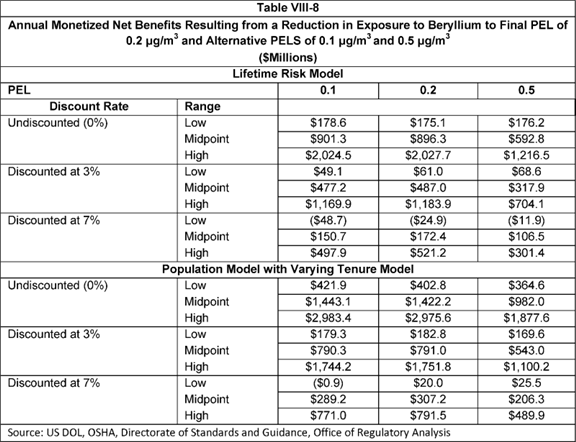 Table VIII-8
Annual Monetized Net Benefits Resulting from a Reduction in Exposure to Beryllium to Final PEL of
0.2 µg/m³ and Alternative PELS of 0.1 µg/m³ and 0.5 µg/m³
($Millions)
Lifetime Risk Model
PEL 0.1 0.2 0.5
Discount Rate Range
Undiscounted (0%) Low $178.6 $175.1 $176.2
Midpoint $901.3 $896.3 $592.8
High $2,024.5 $2,027.7 $1,216.5
Discounted at 3% Low $49.1 $61.0 $68.6
Midpoint $477.2 $487.0 $317.9
High $1,169.9 $1,183.9 $704.1
Discounted at 7% Low ($48.7) ($24.9) ($11.9)
Midpoint $150.7 $172.4 $106.5
High $497.9 $521.2 $301.4
Population Model with Varying Tenure Model
Undiscounted (0%) Low $421.9 $402.8 $364.6
Midpoint $1,443.1 $1,422.2 $982.0
High $2,983.4 $2,975.6 $1,877.6
Discounted at 3% Low $179.3 $182.8 $169.6
Midpoint $790.3 $791.0 $543.0
High $1,744.2 $1,751.8 $1,100.2
Discounted at 7% Low ($0.9) $20.0 $25.5
Midpoint $289.2 $307.2 $206.3
High $771.0 $791.5 $489.9
Source: US DOL, OSHA, Directorate of Standards and Guidance, Office of Regulatory Analysis